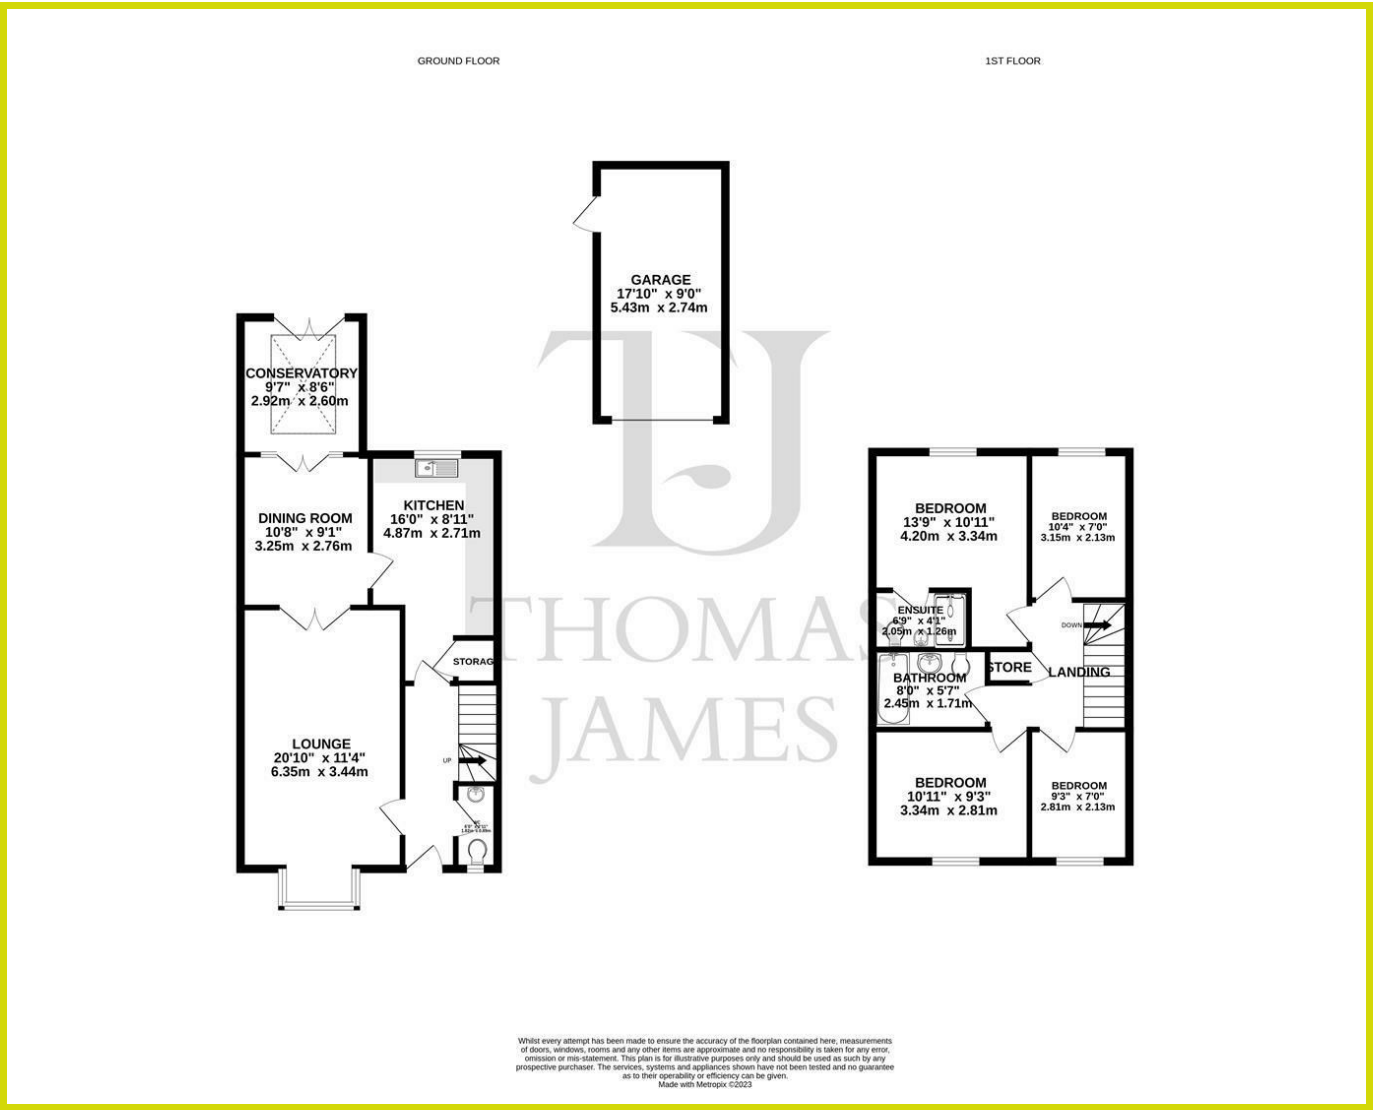 GROUND FLOOR
1ST FLOOR
GARAGE
17'10" x 9'0"
5.43m x 2.74m
CONSERVATORY
9'7" x 8'6"
2.92m x 2.60m
DINING ROOM
10'8" x 9'1"
3.25m x 2.76m
KITCHEN
16'0" x 8'11"
4.87m x 2.71m
STORAG
LOUNGE
20'10" x 11'4"
6.35m x 3.44m
UP
BEDROOM
13'9" x 10'11"
4.20m x 3.34m
BEDROOM
10'4" x 7'0"
3.15m x 2.13m
ENSUITE
6'9" x 4'1"
2.05m x 1.26m
DOWN
BATHROOM
8'0" x 5'7"
2.45m x 1.71m
STORE
LANDING
BEDROOM
10'11" x 9'3"
3.34m x 2.81m
BEDROOM
9'3" x 7'0"
2.81m x 2.13m
TJ
THOMAS
JAMES
Whilst every attempt has been made to ensure the accuracy of the floorplan contained here, measurements
of doors, windows, rooms and any other items are approximate and no responsibility is taken for any error,
omission or mis-statement. This plan is for illustrative purposes only and should be used as such by any
prospective purchaser. The services, systems and appliances shown have not been tested and no guarantee
as to their operability or efficiency can be given.
Made with Metropix ©2023